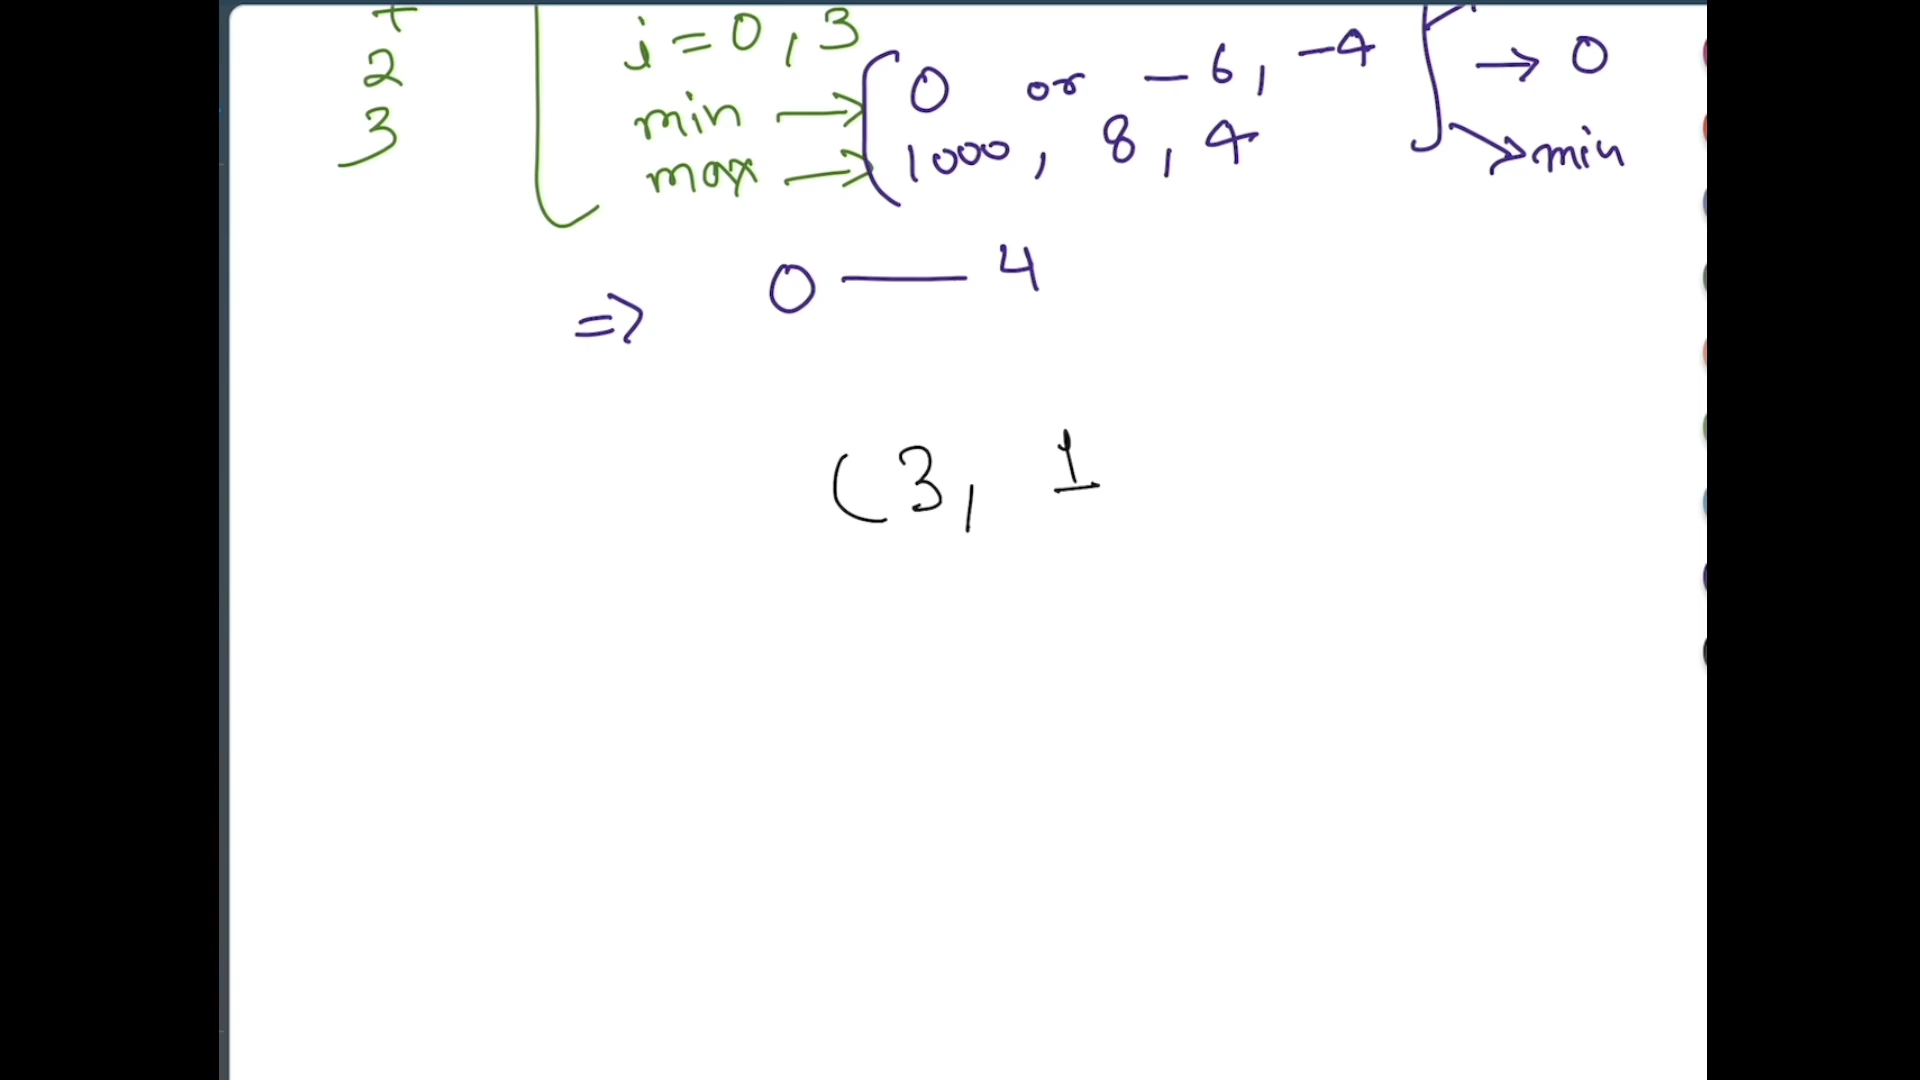 2
3
i = 0, 3
min → 0 or -6, -4 → 0
max → 1000, 8, 4 → min
⇒ 0 — 4
(3, 1